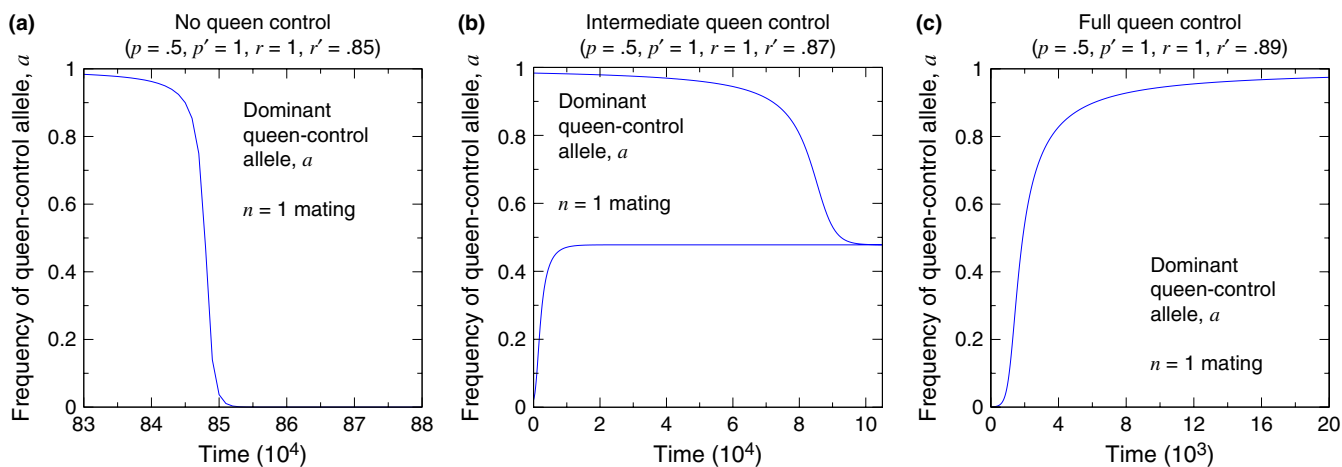 (a)
No queen control
(p = .5, p′ = 1, r = 1, r′ = .85)
Frequency of queen-control allele, a
1
0.8
0.6
0.4
0.2
0
Dominant
queen-control
allele, a
n = 1 mating
83 84 85 86 87 88
Time (10⁴)
(b)
Intermediate queen control
(p = .5, p′ = 1, r = 1, r′ = .87)
Frequency of queen-control allele, a
1
0.8
0.6
0.4
0.2
0
Dominant
queen-control
allele, a
n = 1 mating
0 2 4 6 8 10
Time (10⁴)
(c)
Full queen control
(p = .5, p′ = 1, r = 1, r′ = .89)
Frequency of queen-control allele, a
1
0.8
0.6
0.4
0.2
0
Dominant
queen-control
allele, a
n = 1 mating
0 4 8 12 16 20
Time (10³)